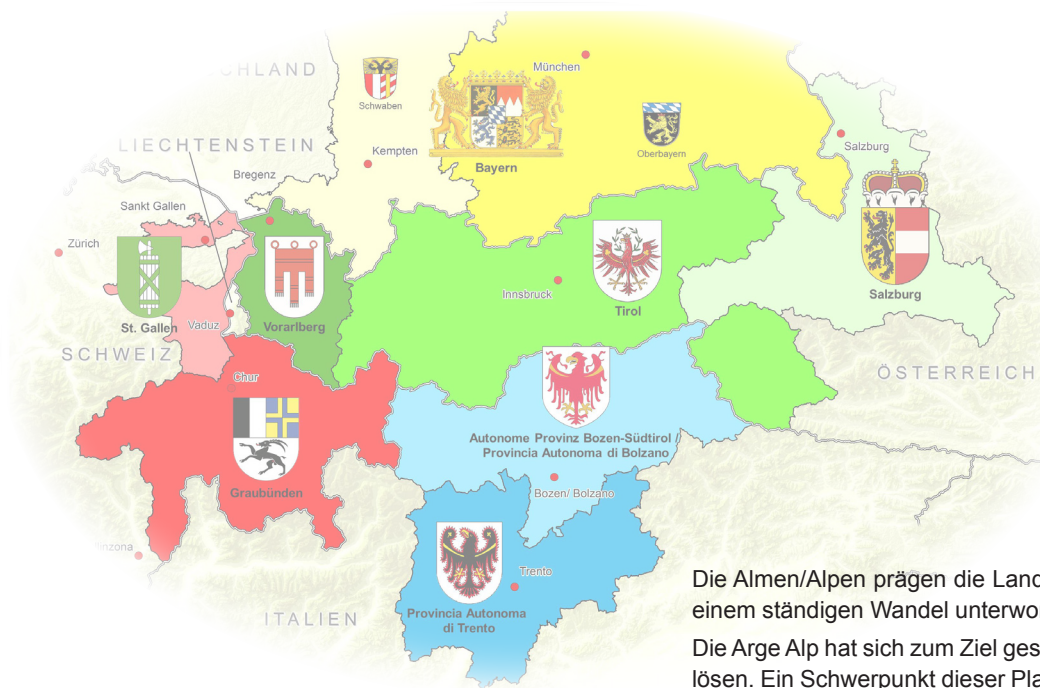 CHLAND
München
Schwaben
LIECHTENSTEIN
Kempten
Bayern
Oberbayern
Salzburg
Bregenz
Sankt Gallen
Zürich
Innsbruck
Tirol
Salzburg
St. Gallen
Vaduz
Vorarlberg
SCHWEIZ
ÖSTERREICH
Chur
Autonome Provinz Bozen-Südtirol /
Provincia Autonoma di Bolzano
Graubünden
Bozen/ Bolzano
Trento
ITALIEN
Provincia Autonoma
di Trento
Die Almen/Alpen prägen die Land
einem ständigen Wandel unterwo
Die Arge Alp hat sich zum Ziel ges
lösen. Ein Schwerpunkt dieser Pla